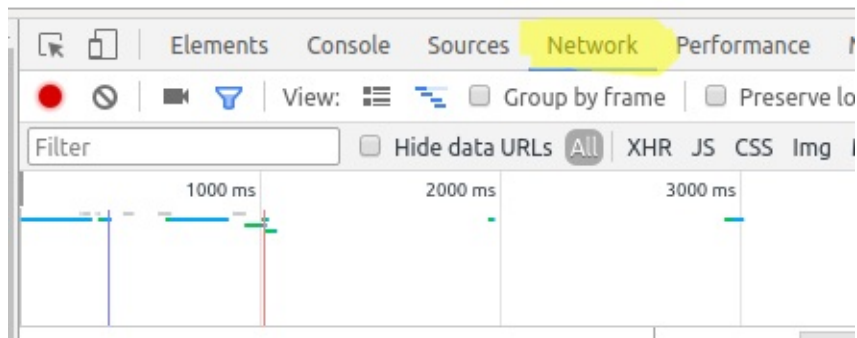 Elements Console Sources Network Performance
View: Group by frame Preserve lo
Filter Hide data URLs All XHR JS CSS Img
1000 ms 2000 ms 3000 ms